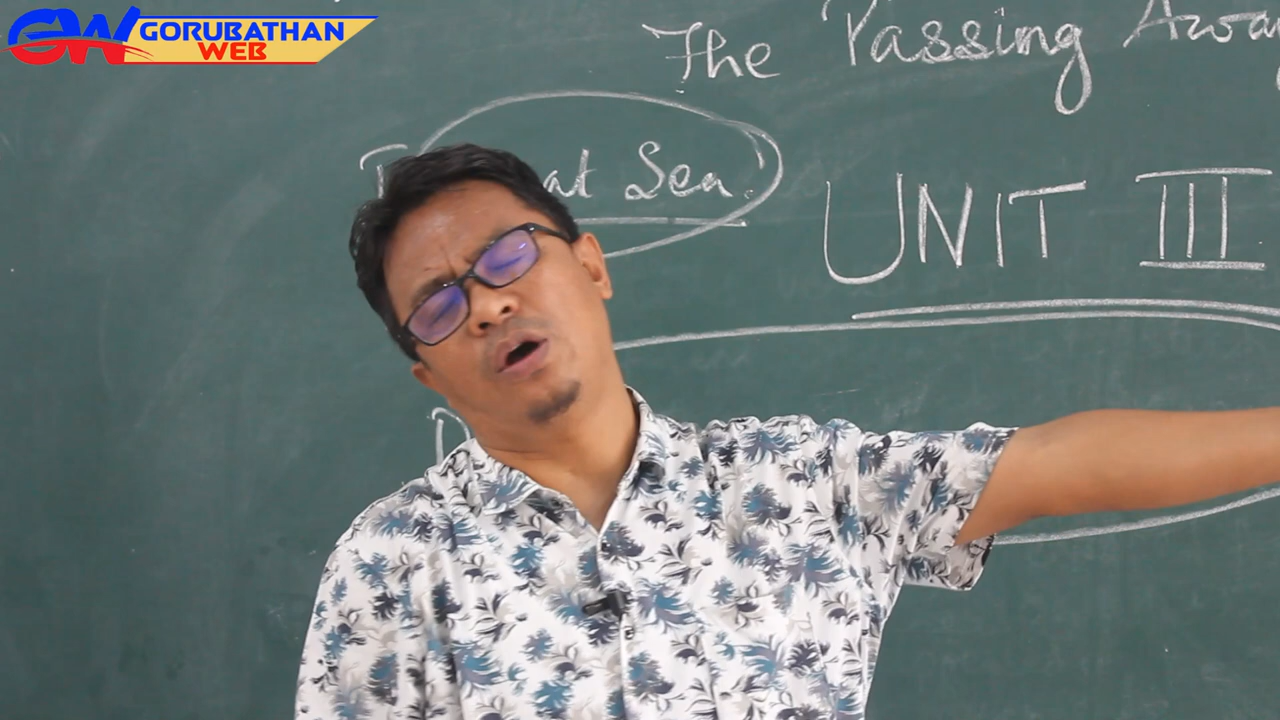 GW GORUBATHAN
WEB
The Passing
at Sea.
UNIT III